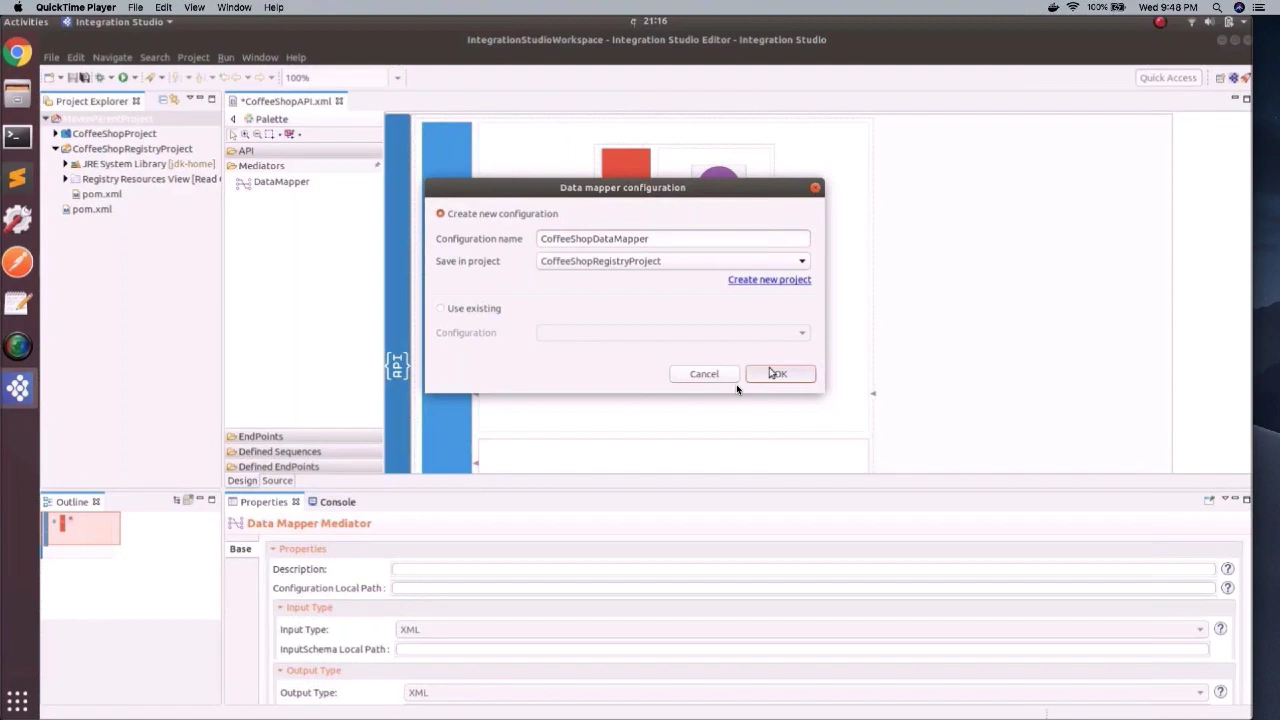 QuickTime Player File Edit View Window Help 100% Wed 9:08 PM
Activities Integration Studio 21:16
IntegrationStudioWorkspace - Integration Studio Editor - Integration Studio
File Edit Navigate Search Project Run Window Help
100% Quick Access
Project Explorer *CoffeeShopAPI.xml
MavenParentProject
Palette
CoffeeShopProject
CoffeeShopRegistryProject
API
JRE System Library [jdk-home]
Mediators
Registry Resources View [Read
DataMapper
pom.xml
pom.xml
Data mapper configuration
Create new configuration
Configuration name CoffeeShopDataMapper
Save in project CoffeeShopRegistryProject
Create new project
Use existing
Configuration
Cancel OK
{API}
EndPoints
Defined Sequences
Defined EndPoints
Design Source
Outline Properties Console
Data Mapper Mediator
Base Properties
Description:
Configuration Local Path :
Input Type
Input Type: XML
InputSchema Local Path :
Output Type
Output Type: XML